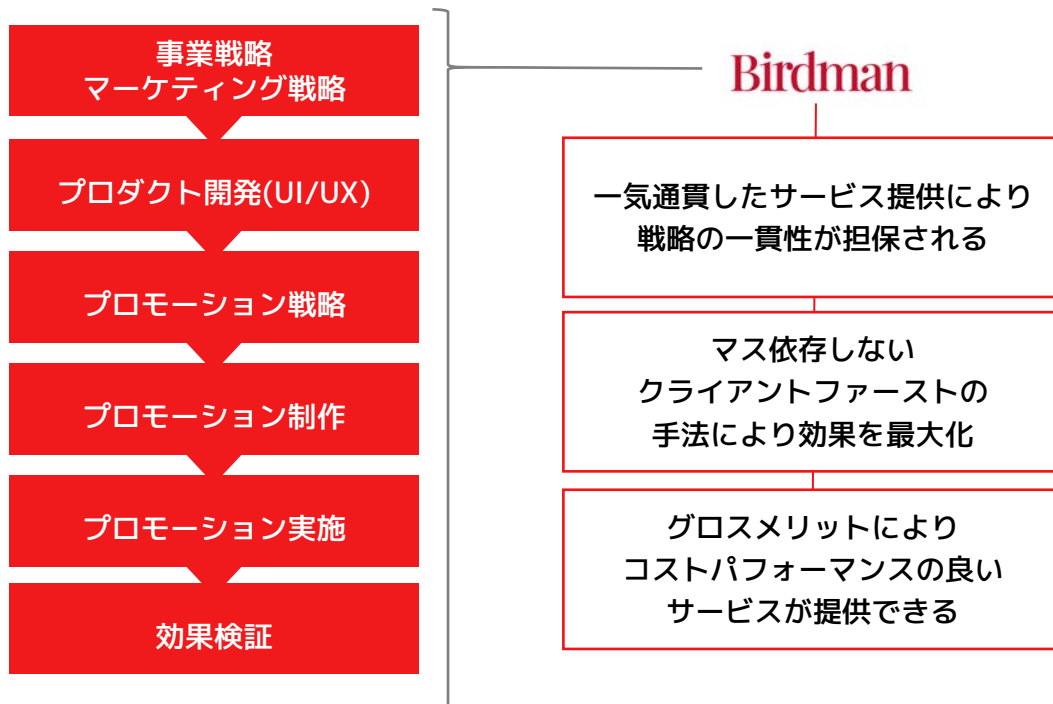 事業戦略
マーケティング戦略
プロダクト開発(UI/UX)
プロモーション戦略
プロモーション制作
プロモーション実施
効果検証
Birdman
一気通貫したサービス提供により
戦略の一貫性が担保される
マス依存しない
クライアントファーストの
手法により効果を最大化
グロスメリットにより
コストパフォーマンスの良い
サービスが提供できる